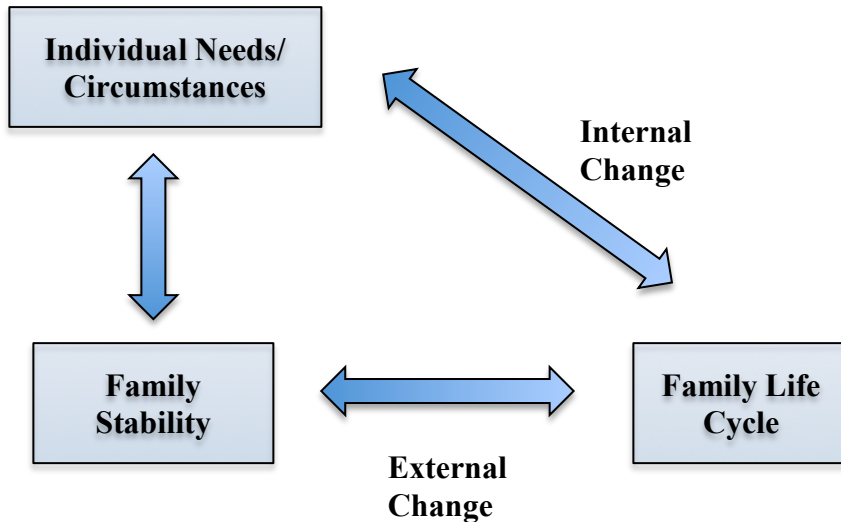 Individual Needs/
Circumstances
Internal
Change
Family
Stability
Family Life
Cycle
External
Change